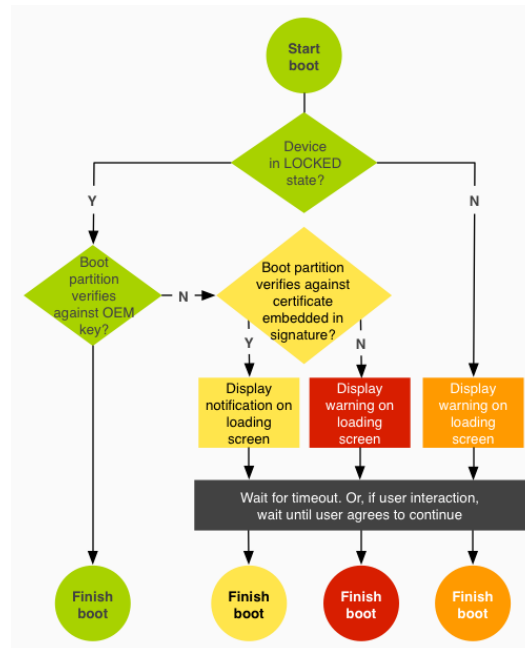 Start
boot
Device
in LOCKED
state?
Y
N
Boot
partition
verifies
against OEM
key?
N
Boot partition
verifies against
certificate
embedded in
signature?
Y
N
Display
notification on
loading
screen
Display
warning on
loading
screen
Display
warning on
loading
screen
Wait for timeout. Or, if user interaction,
wait until user agrees to continue
Finish
boot
Finish
boot
Finish
boot
Finish
boot